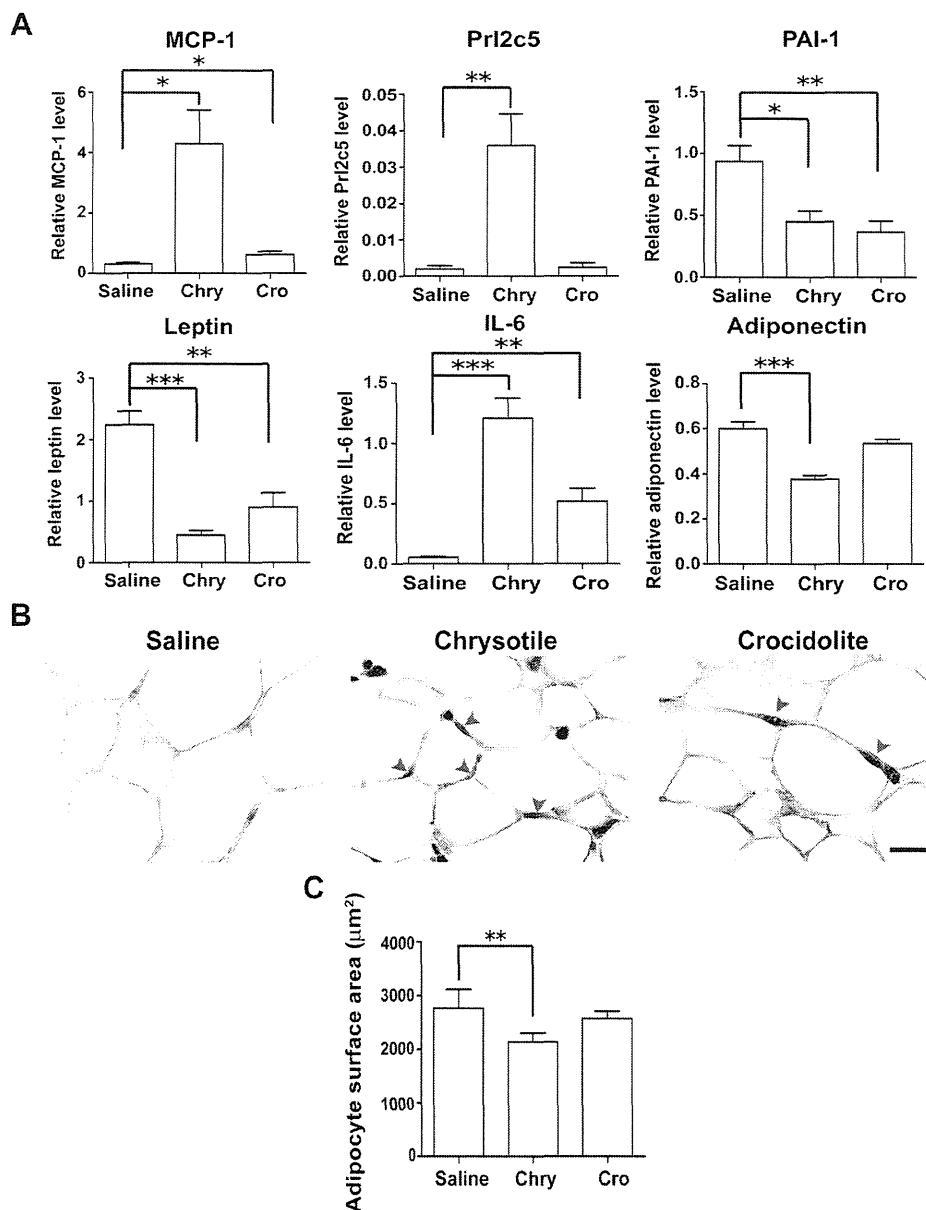 A
MCP-1
Relative MCP-1 level
6
4
2
0
*
*
Saline Chry Cro
Prl2c5
Relative Prl2c5 level
0.05
0.04
0.03
0.02
0.01
0.00
**
Saline Chry Cro
PAI-1
Relative PAI-1 level
1.5
1.0
0.5
0.0
**
*
Saline Chry Cro
Leptin
Relative leptin level
3
2
1
0
**
***
Saline Chry Cro
IL-6
Relative IL-6 level
1.5
1.0
0.5
0.0
**
***
Saline Chry Cro
Adiponectin
Relative adiponectin level
0.8
0.6
0.4
0.2
0.0
***
Saline Chry Cro
B
Saline Chrysotile Crocidolite
C
Adipocyte surface area (µm²)
4000
3000
2000
1000
0
**
Saline Chry Cro